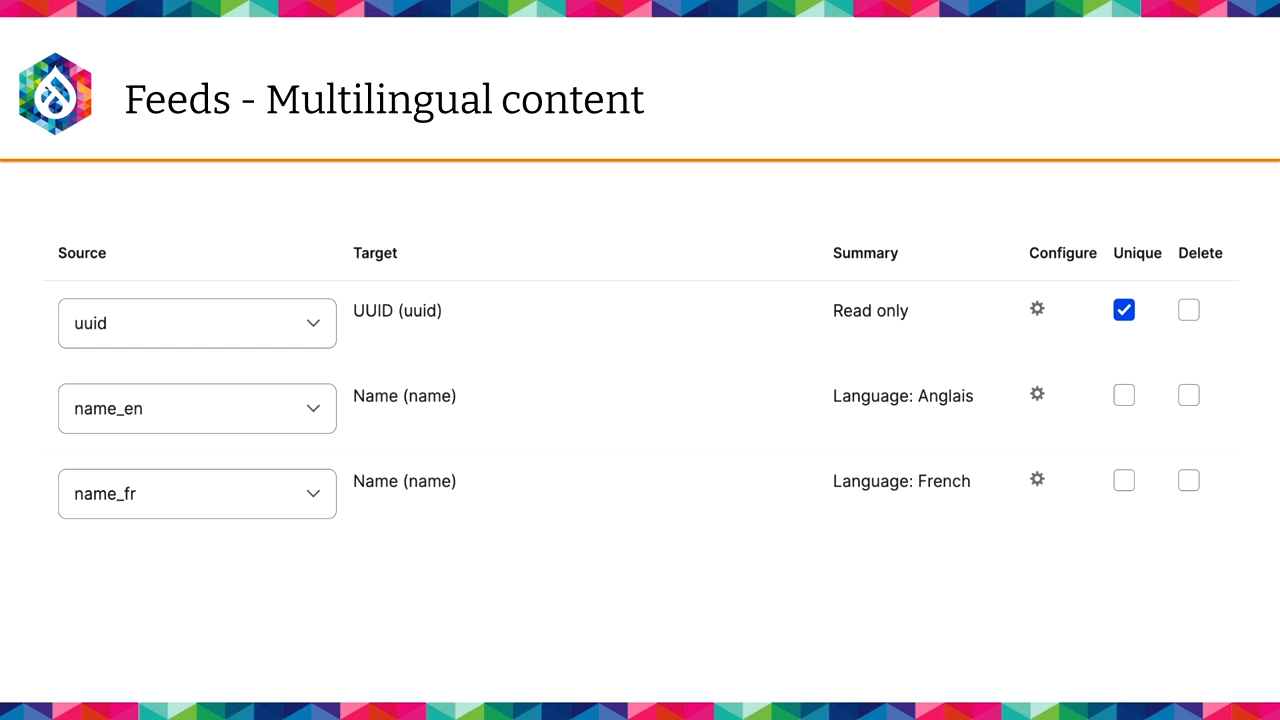 Feeds - Multilingual content
Source Target Summary Configure Unique Delete
uuid UUID (uuid) Read only
name_en Name (name) Language: Anglais
name_fr Name (name) Language: French